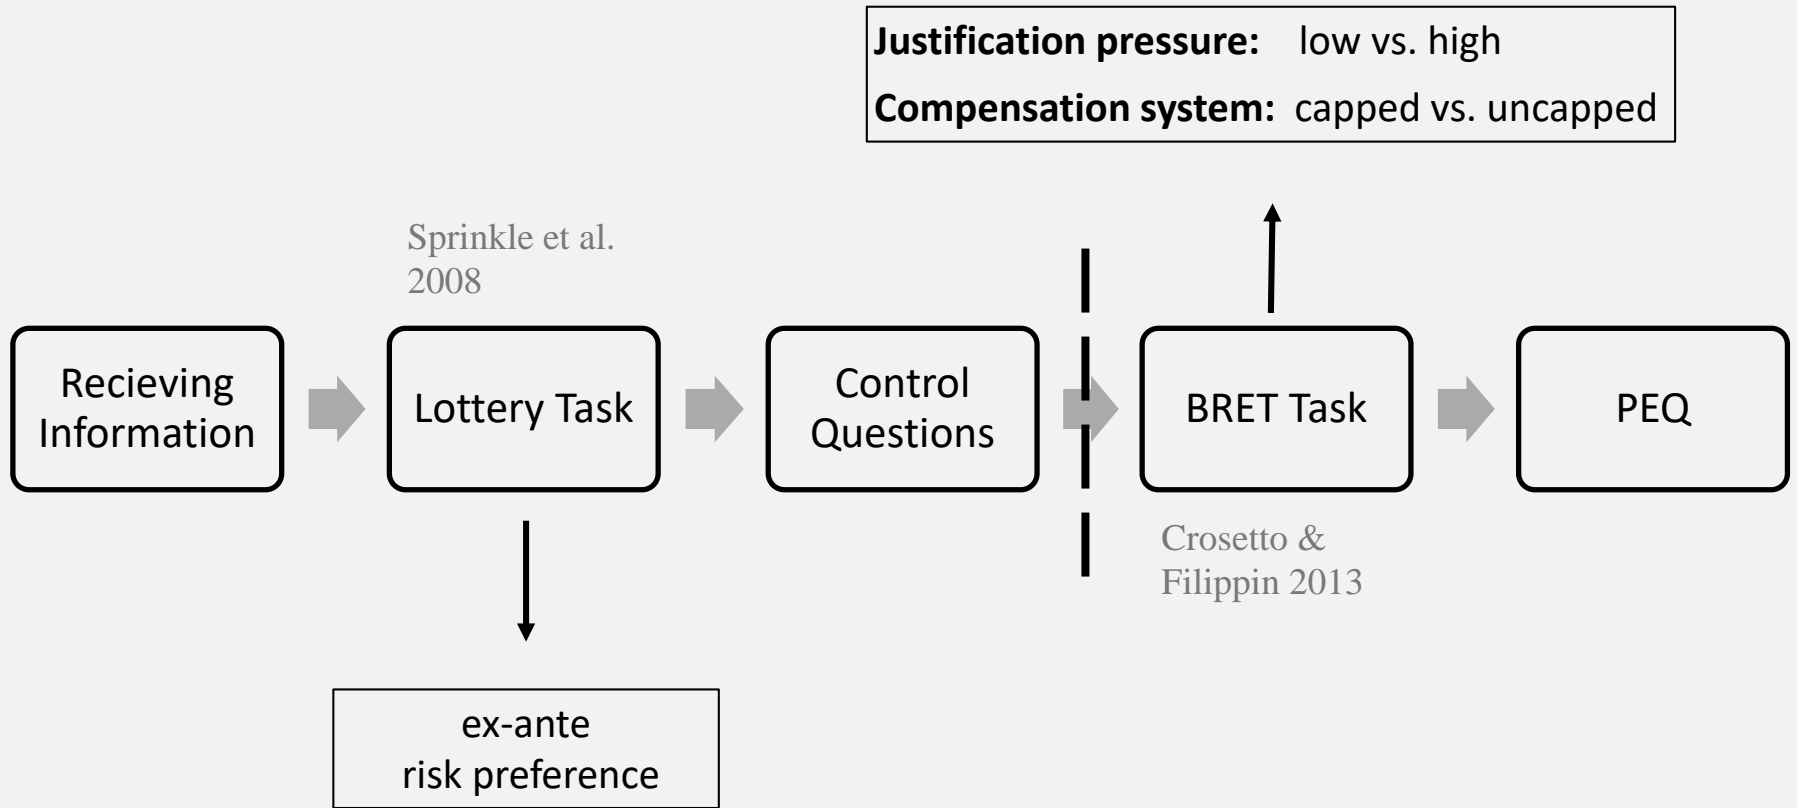 Justification pressure: low vs. high
Compensation system: capped vs. uncapped
Sprinkle et al.
2008
Recieving
Information
Lottery Task
Control
Questions
BRET Task
PEQ
Crosetto &
Filippin 2013
ex-ante
risk preference